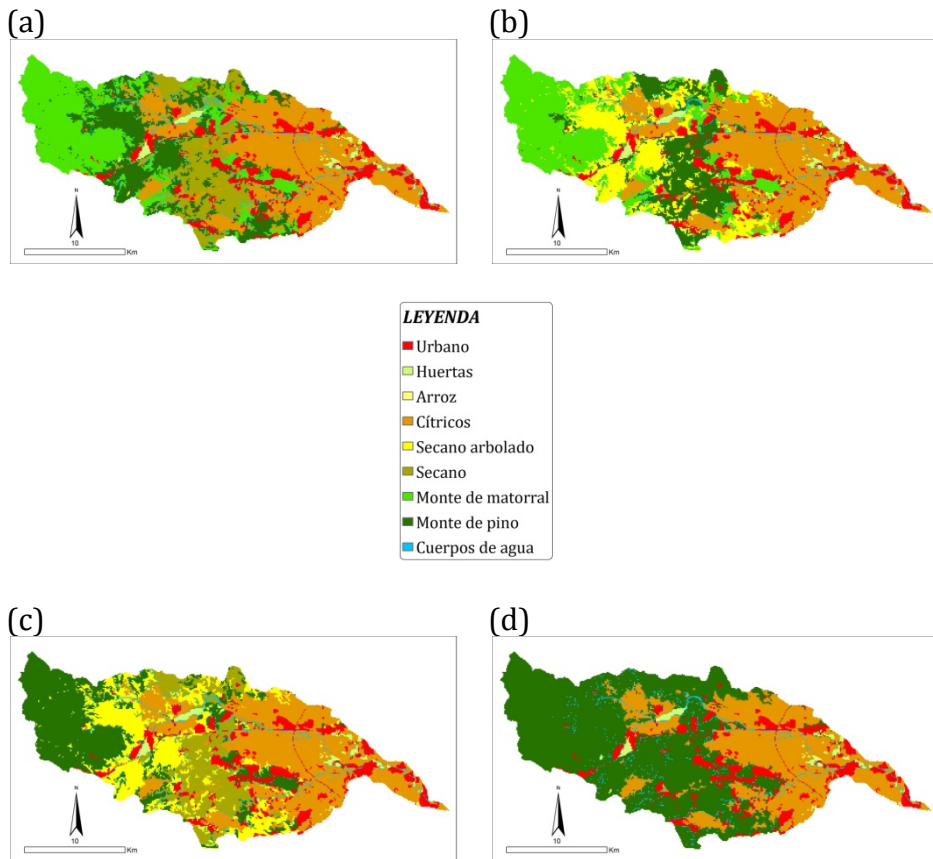 (a)
(b)
N
10
Km
N
10
Km
LEYENDA
Urbano
Huertas
Arroz
Cítricos
Secano arbolado
Secano
Monte de matorral
Monte de pino
Cuerpos de agua
(c)
(d)
N
10
Km
N
10
Km